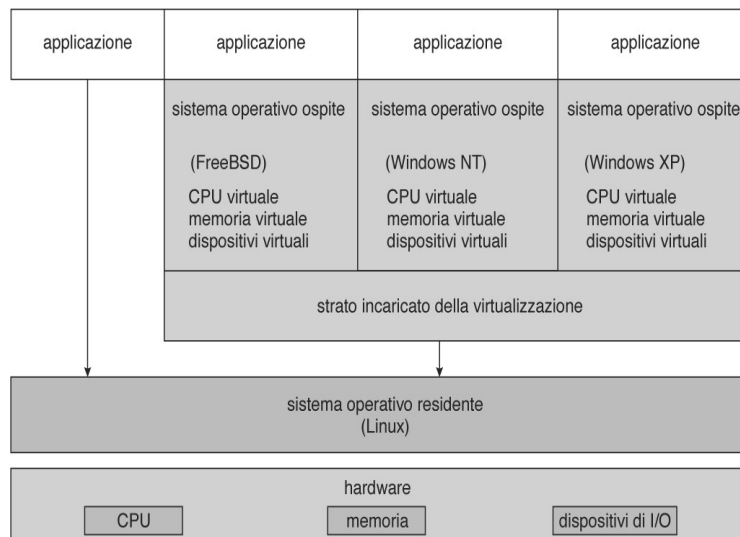 applicazione
applicazione
applicazione
applicazione
sistema operativo ospite
(FreeBSD)
CPU virtuale
memoria virtuale
dispositivi virtuali
sistema operativo ospite
(Windows NT)
CPU virtuale
memoria virtuale
dispositivi virtuali
sistema operativo ospite
(Windows XP)
CPU virtuale
memoria virtuale
dispositivi virtuali
strato incaricato della virtualizzazione
sistema operativo residente
(Linux)
hardware
CPU
memoria
dispositivi di I/O